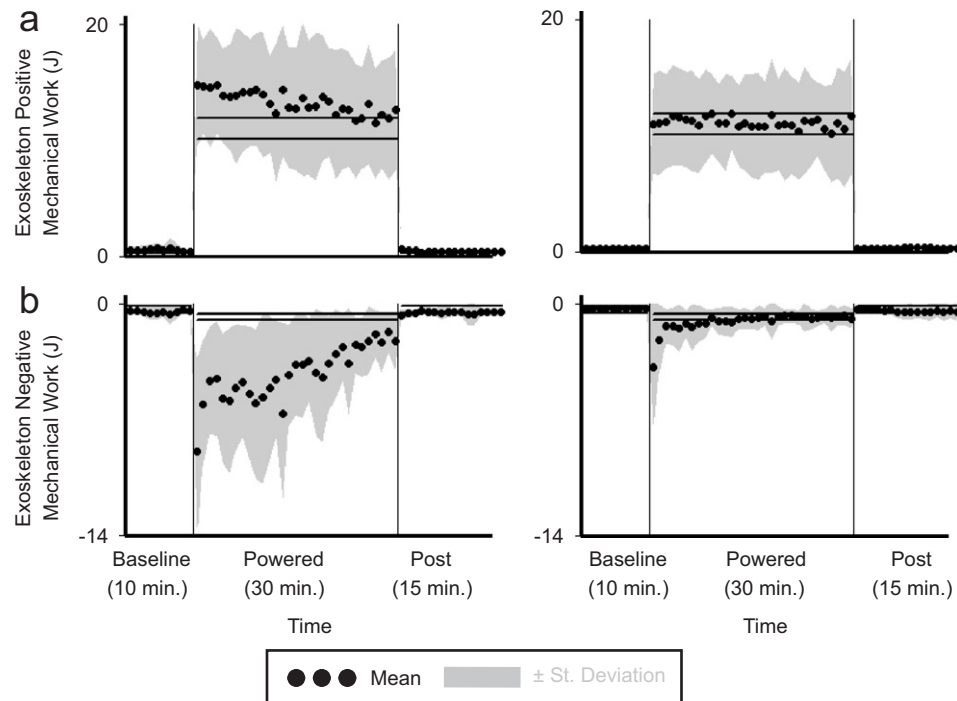 a
Exoskeleton Positive
Mechanical Work (J)
20
0
20
0
b
Exoskeleton Negative
Mechanical Work (J)
0
-14
0
-14
Baseline
(10 min.)
Powered
(30 min.)
Post
(15 min.)
Time
Baseline
(10 min.)
Powered
(30 min.)
Post
(15 min.)
Time
Mean
± St. Deviation